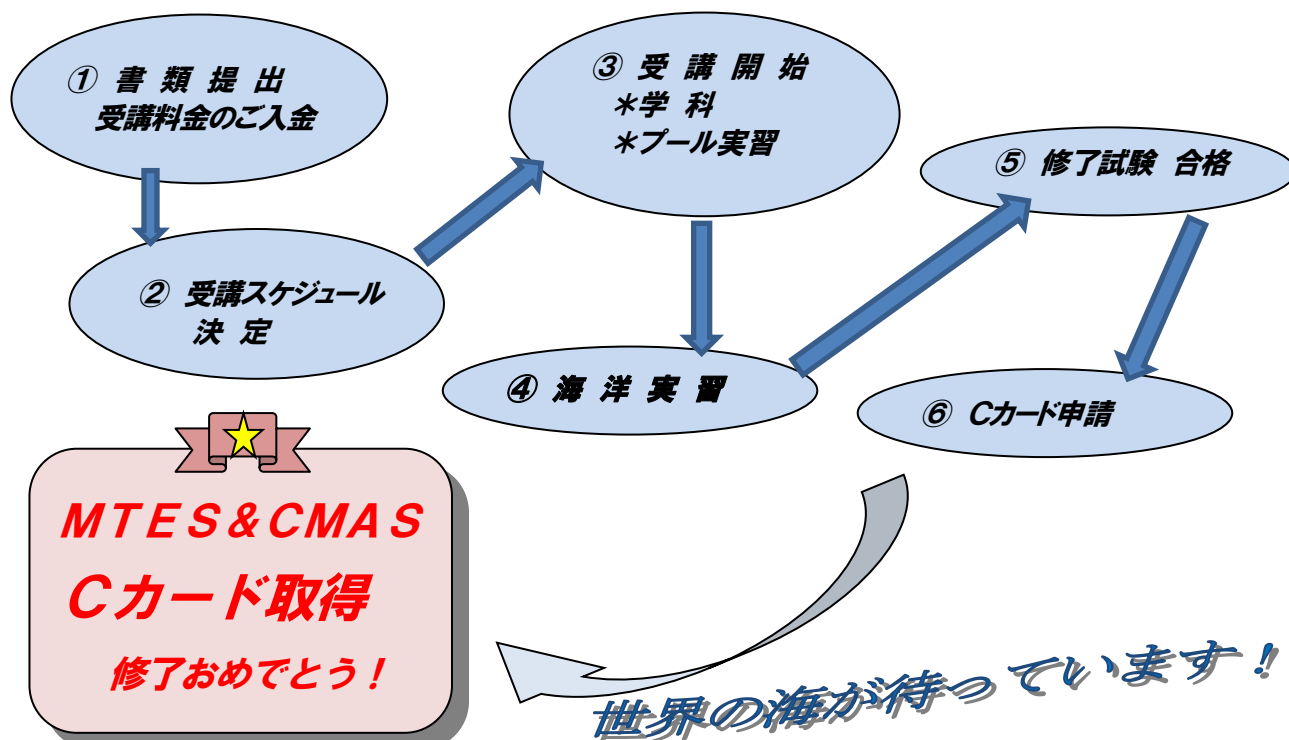 ① 書 類 提 出
受講料金のご入金
② 受講スケジュール
決 定
③ 受 講 開 始
＊学 科
＊プール実習
④ 海 洋 実 習
⑤ 修了試験 合格
⑥ Cカード申請
ＭＴＥＳ＆ＣＭＡＳ
Ｃカード取得
修了おめでとう！
世界の海が待っています！